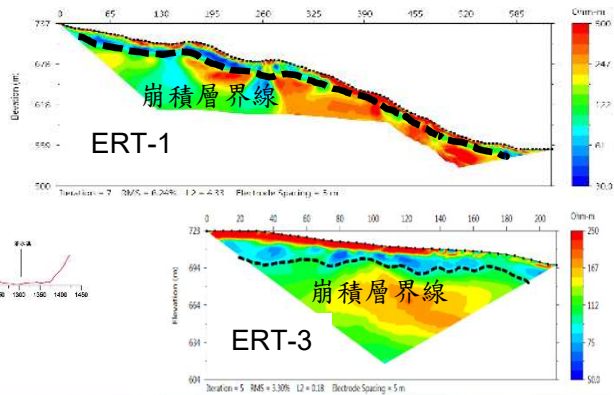 0 65 130 195 260 325 390 455 520 585
Ohm-m
737
678
618
559
500
Elevation (m)
500
247
122
61
30.0
崩積層界線
ERT-1
Iteration = 7 RMS = 6.24% L2 = 4.33 Electrode Spacing = 5 m
0 20 40 60 80 100 120 140 160 180 200
Ohm-m
723
694
664
604
Elevation (m)
250
167
112
75
50.0
崩積層界線
ERT-3
Iteration = 5 RMS = 3.30% L2 = 0.18 Electrode Spacing = 5 m
1300 1350 1400 1450